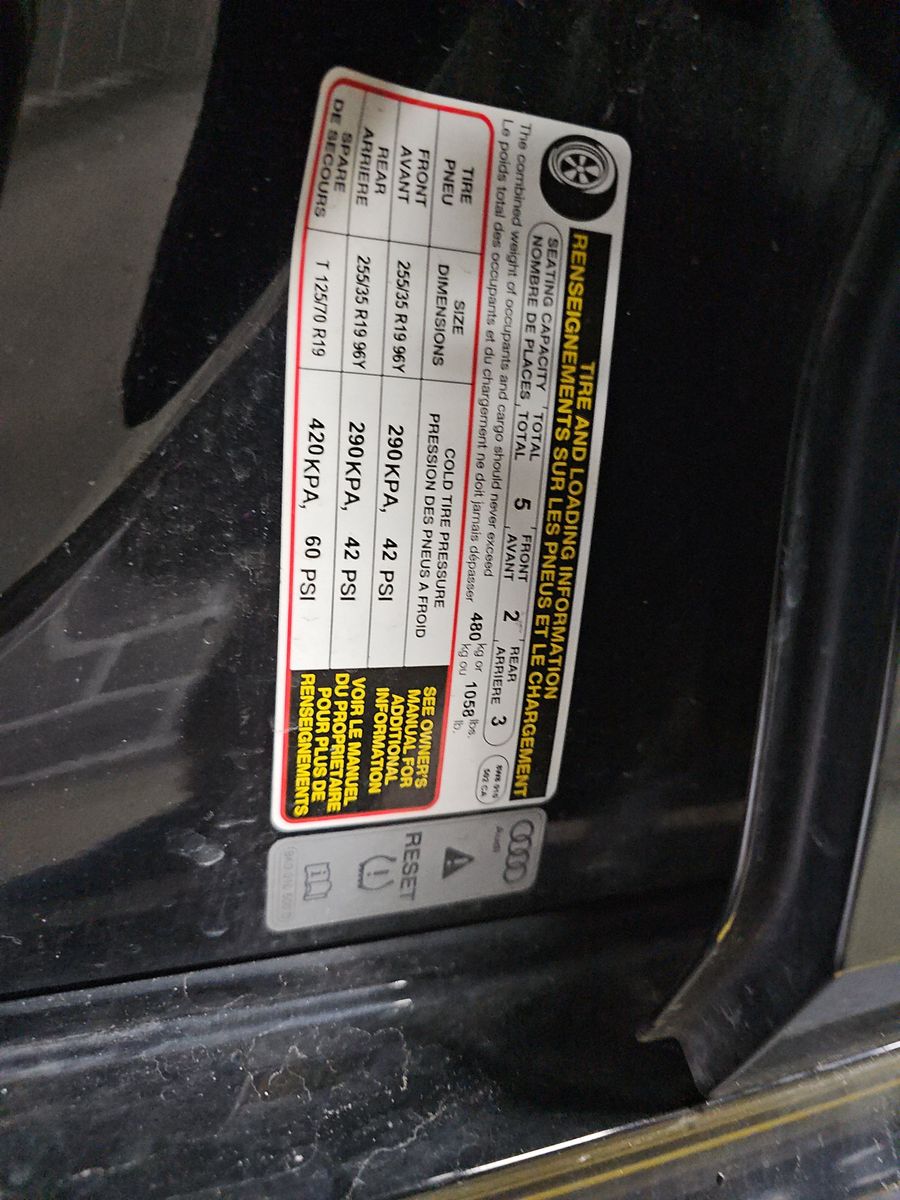 TIRE AND LOADING INFORMATION
RENSEIGNEMENTS SUR LES PNEUS ET LE CHARGEMENT
SEATING CAPACITY TOTAL 5 FRONT 2 REAR 3
NOMBRE DE PLACES TOTAL AVANT ARRIERE
The combined weight of occupants and cargo should never exceed 480 kg or 1058 lbs.
Le poids total des occupants et du chargement ne doit jamais dépasser kg ou lb.
TIRE SIZE COLD TIRE PRESSURE
PNEU DIMENSIONS PRESSION DES PNEUS A FROID
FRONT
AVANT 255/35 R19 96Y 290KPA, 42 PSI
REAR
ARRIERE 255/35 R19 96Y 290KPA, 42 PSI
SPARE
DE SECOURS T 125/70 R19 420KPA, 60 PSI
SEE OWNER'S
MANUAL FOR
ADDITIONAL
INFORMATION
VOIR LE MANUEL
DU PROPRIETAIRE
POUR PLUS DE
RENSEIGNEMENTS
Audi
RESET